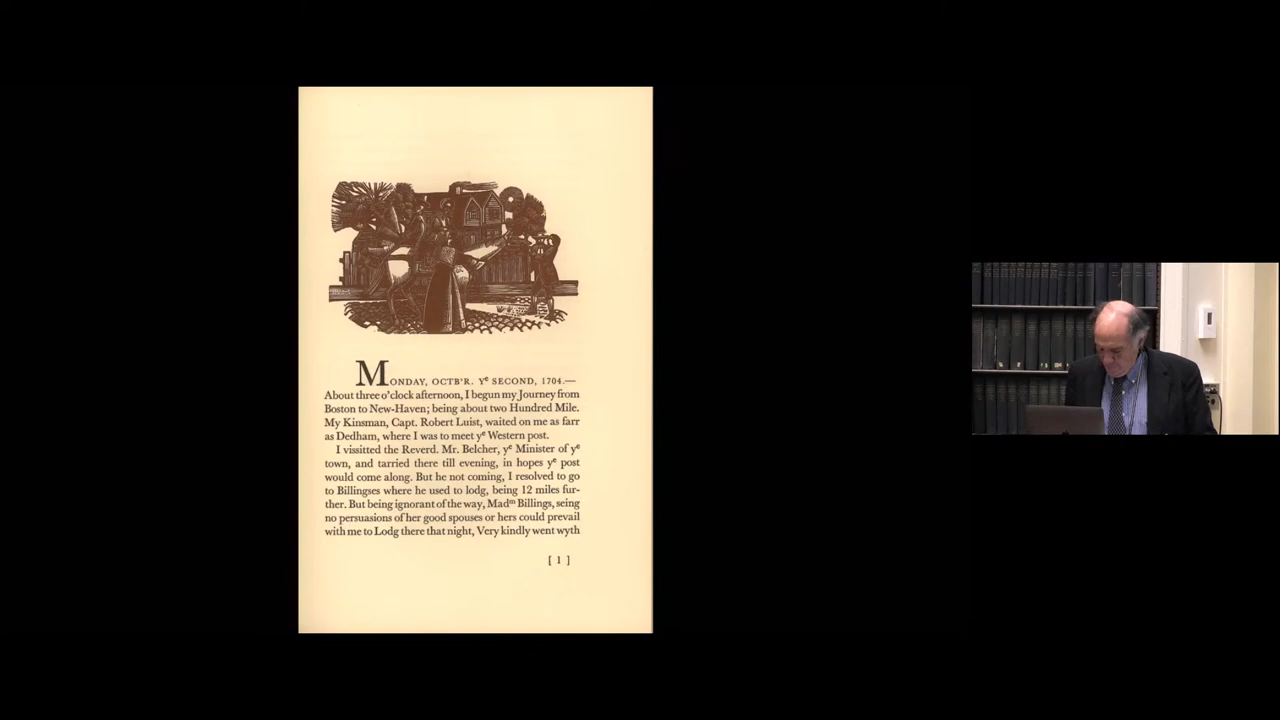 MONDAY, OCTB'R. Yᵉ SECOND, 1704.—
About three o'clock afternoon, I begun my Journey from
Boston to New-Haven; being about two Hundred Mile.
My Kinsman, Capt. Robert Luist, waited on me as farr
as Dedham, where I was to meet yᵉ Western post.
I vissitted the Reverd. Mr. Belcher, yᵉ Minister of yᵉ
town, and tarried there till evening, in hopes yᵉ post
would come along. But he not coming, I resolved to go
to Billingses where he used to lodg, being 12 miles fur-
ther. But being ignorant of the way, Madᵐ Billings, seing
no persuasions of her good spouses or hers could prevail
with me to Lodg there that night, Very kindly went wyth
[ 1 ]